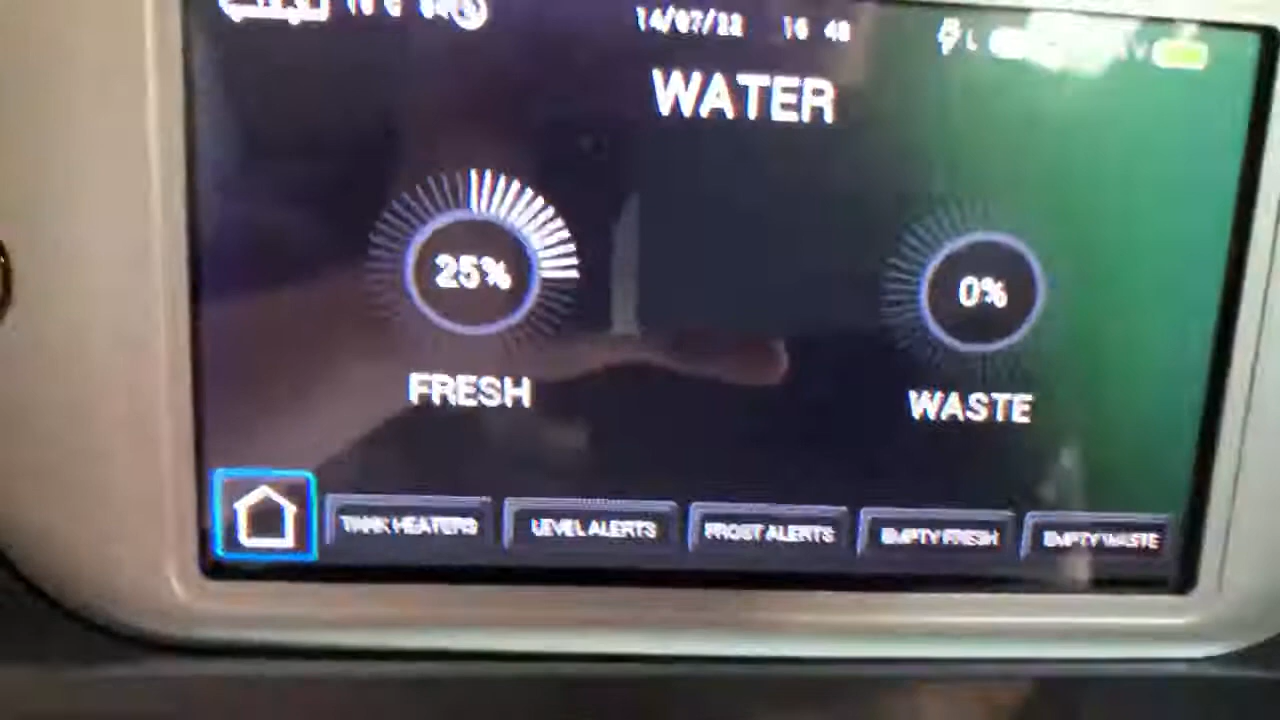 14/07/22 16 48
WATER
25%
0%
FRESH
WASTE
TANK HEATERS
LEVEL ALERTS
FROST ALERTS
EMPTY FRESH
EMPTY WASTE